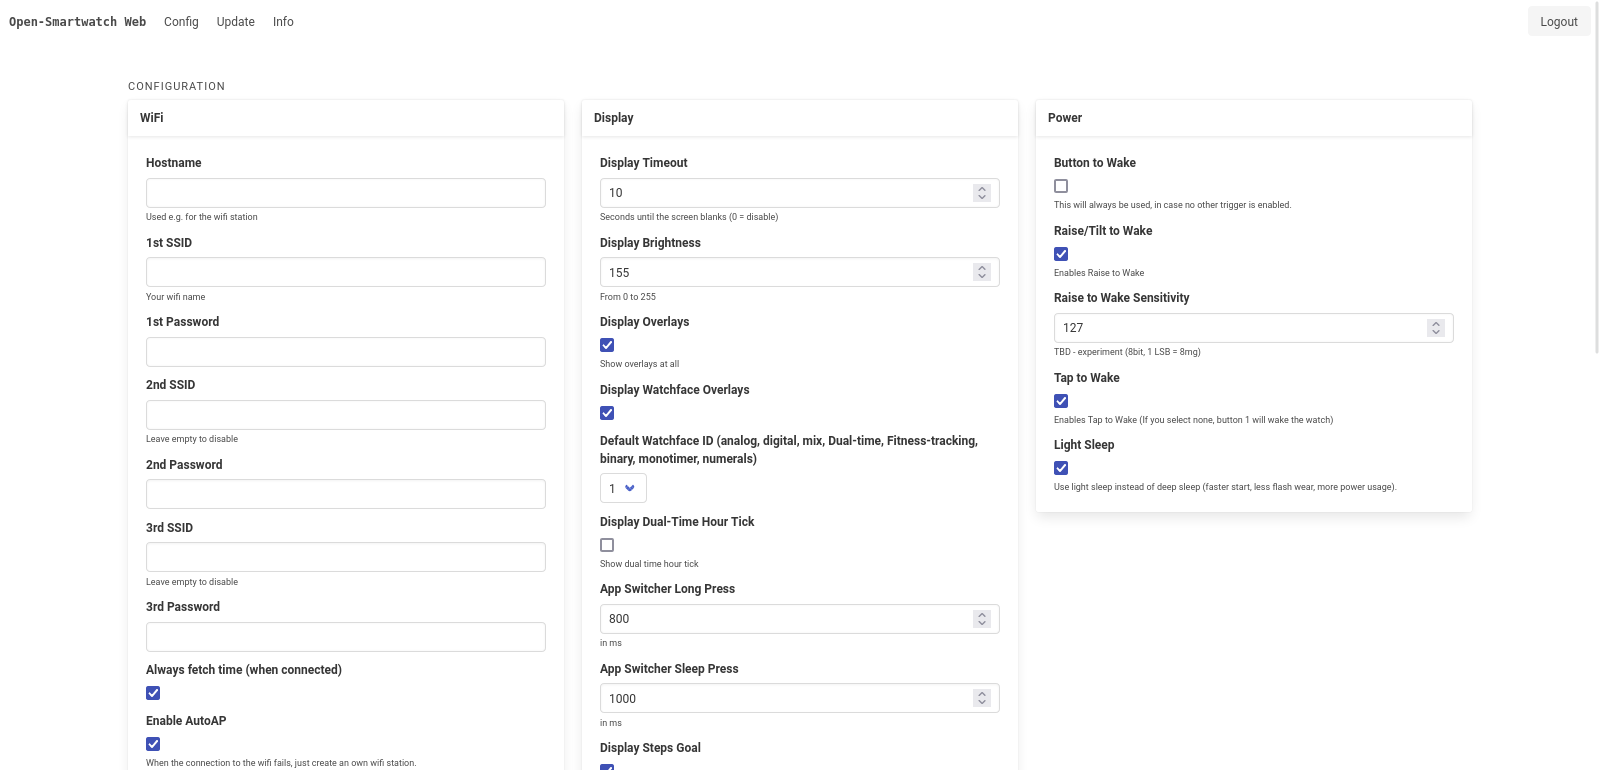 Open-Smartwatch Web
Config
Update
Info
Logout
CONFIGURATION
WiFi
Hostname
Used e.g. for the wifi station
1st SSID
Your wifi name
1st Password
2nd SSID
Leave empty to disable
2nd Password
3rd SSID
Leave empty to disable
3rd Password
Always fetch time (when connected)
Enable AutoAP
When the connection to the wifi fails, just create an own wifi station.
Display
Display Timeout
10
Seconds until the screen blanks (0 = disable)
Display Brightness
155
From 0 to 255
Display Overlays
Show overlays at all
Display Watchface Overlays
Default Watchface ID (analog, digital, mix, Dual-time, Fitness-tracking,
binary, monotimer, numerals)
1
Display Dual-Time Hour Tick
Show dual time hour tick
App Switcher Long Press
800
in ms
App Switcher Sleep Press
1000
in ms
Display Steps Goal
Power
Button to Wake
This will always be used, in case no other trigger is enabled.
Raise/Tilt to Wake
Enables Raise to Wake
Raise to Wake Sensitivity
127
TBD - experiment (8bit, 1 LSB = 8mg)
Tap to Wake
Enables Tap to Wake (If you select none, button 1 will wake the watch)
Light Sleep
Use light sleep instead of deep sleep (faster start, less flash wear, more power usage).